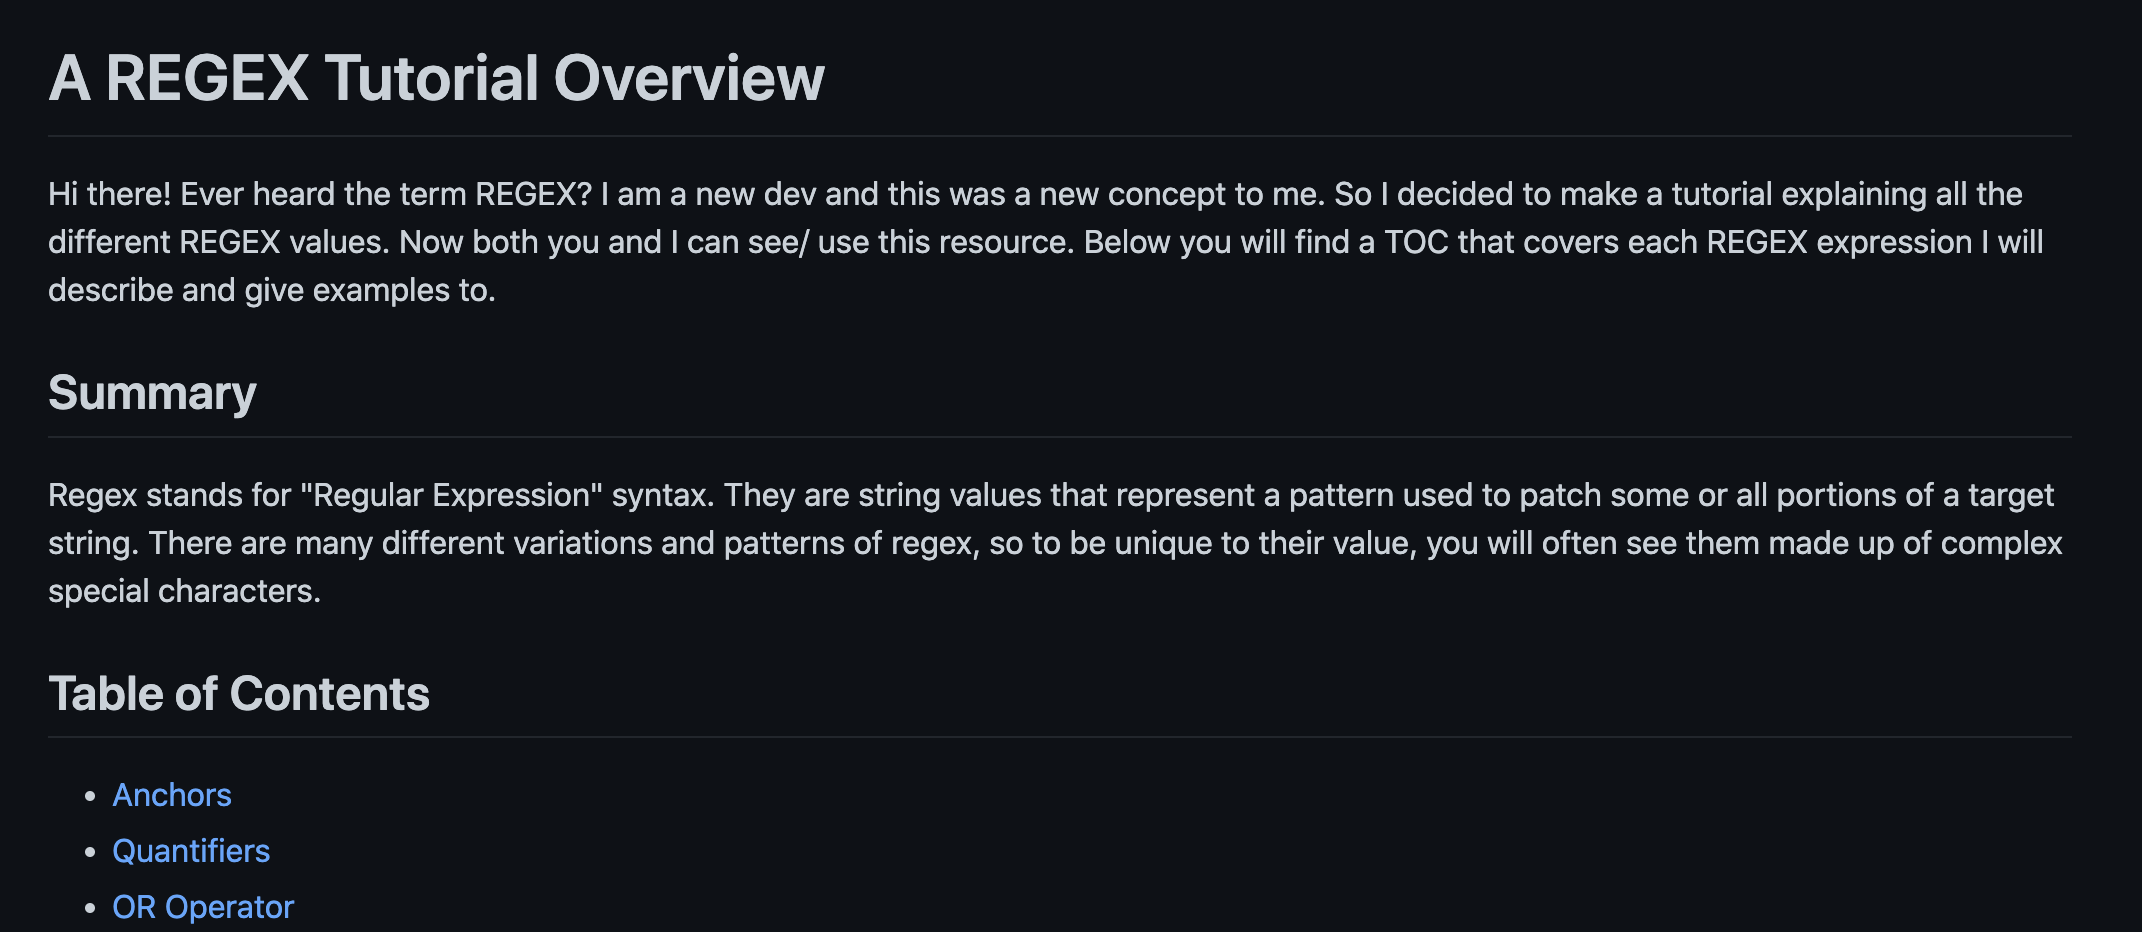 A REGEX Tutorial Overview
Hi there! Ever heard the term REGEX? I am a new dev and this was a new concept to me. So I decided to make a tutorial explaining all the
different REGEX values. Now both you and I can see/ use this resource. Below you will find a TOC that covers each REGEX expression I will
describe and give examples to.
Summary
Regex stands for "Regular Expression" syntax. They are string values that represent a pattern used to patch some or all portions of a target
string. There are many different variations and patterns of regex, so to be unique to their value, you will often see them made up of complex
special characters.
Table of Contents
• Anchors
• Quantifiers
• OR Operator